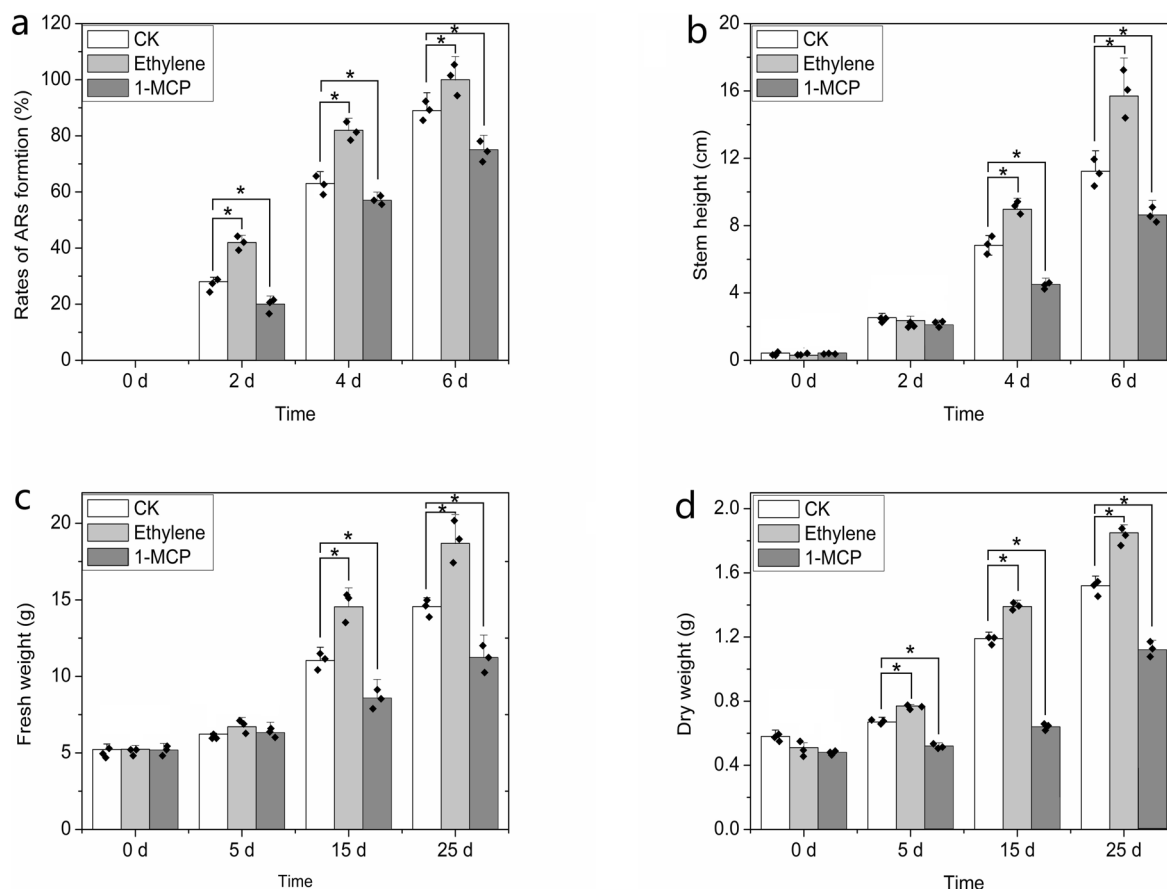 a
CK
Ethylene
1-MCP
Rates of ARs formtion (%)
120
100
80
60
40
20
0
* * * * * *
0 d 2 d 4 d 6 d
Time
b
CK
Ethylene
1-MCP
Stem height (cm)
20
16
12
8
4
0
* * * *
0 d 2 d 4 d 6 d
Time
c
CK
Ethylene
1-MCP
Fresh weight (g)
20
15
10
5
0
* * * *
0 d 5 d 15 d 25 d
Time
d
CK
Ethylene
1-MCP
Dry weight (g)
2.0
1.6
1.2
0.8
0.4
0.0
* * * * * *
0 d 5 d 15 d 25 d
Time